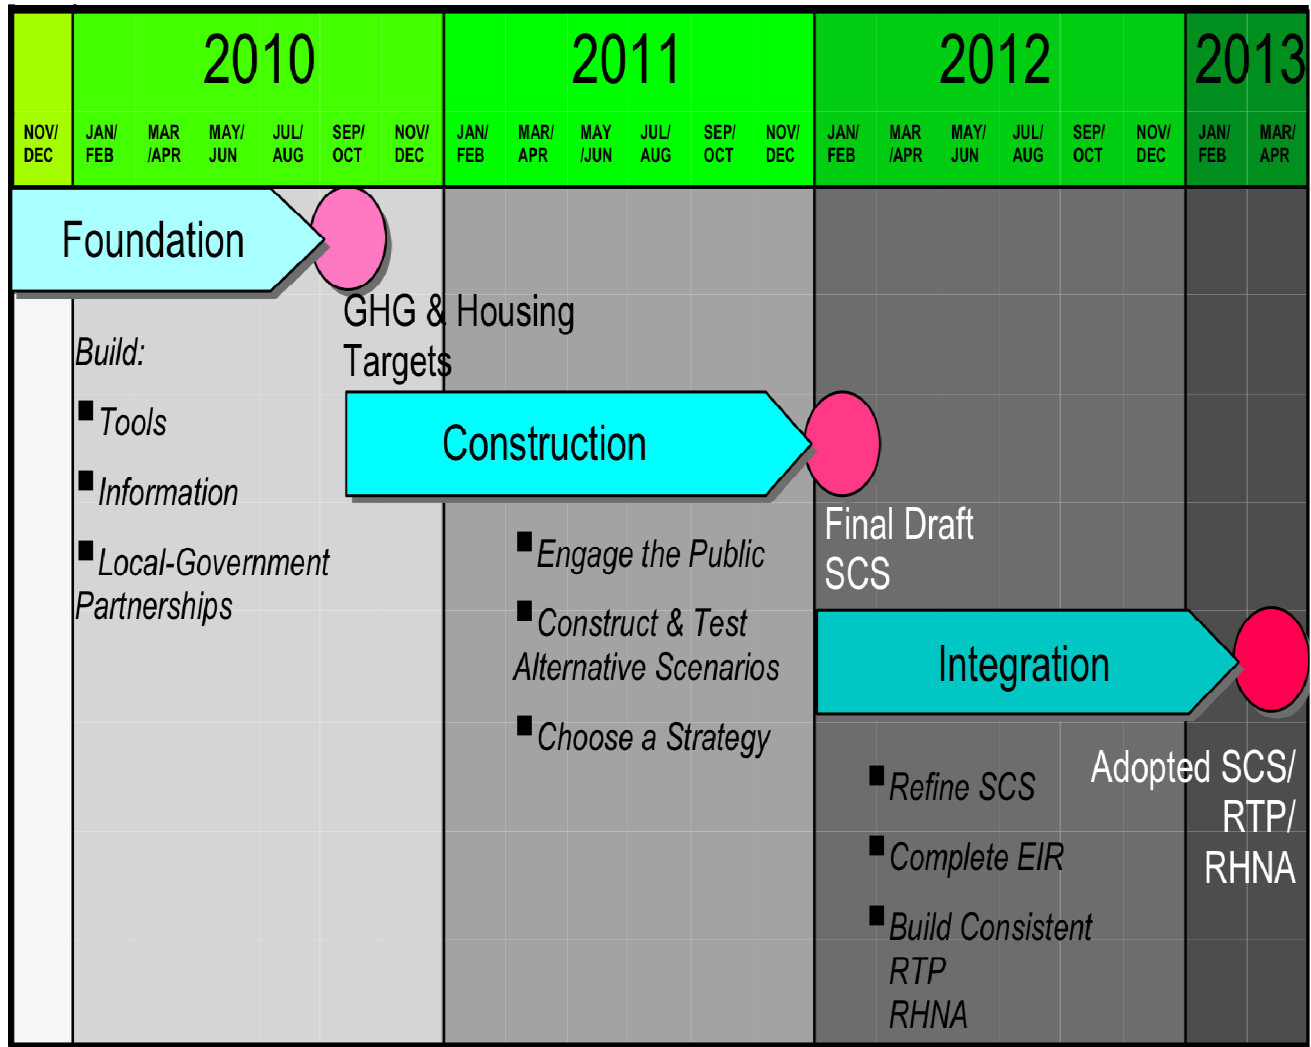 2010 2011 2012 2013
NOV/ JAN/ MAR MAY/ JUL/ SEP/ NOV/ JAN/ MAR/ MAY JUL/ SEP/ NOV/ JAN/ MAR MAY/ JUL/ SEP/ NOV/ JAN/ MAR/
DEC FEB /APR JUN AUG OCT DEC FEB APR /JUN AUG OCT DEC FEB /APR JUN AUG OCT DEC FEB APR
Foundation
GHG & Housing
Targets
Build:
■ Tools
■ Information
■ Local-Government
Partnerships
Construction
Final Draft
SCS
■ Engage the Public
■ Construct & Test
Alternative Scenarios
■ Choose a Strategy
Integration
Adopted SCS/
RTP/
RHNA
■ Refine SCS
■ Complete EIR
■ Build Consistent
RTP
RHNA